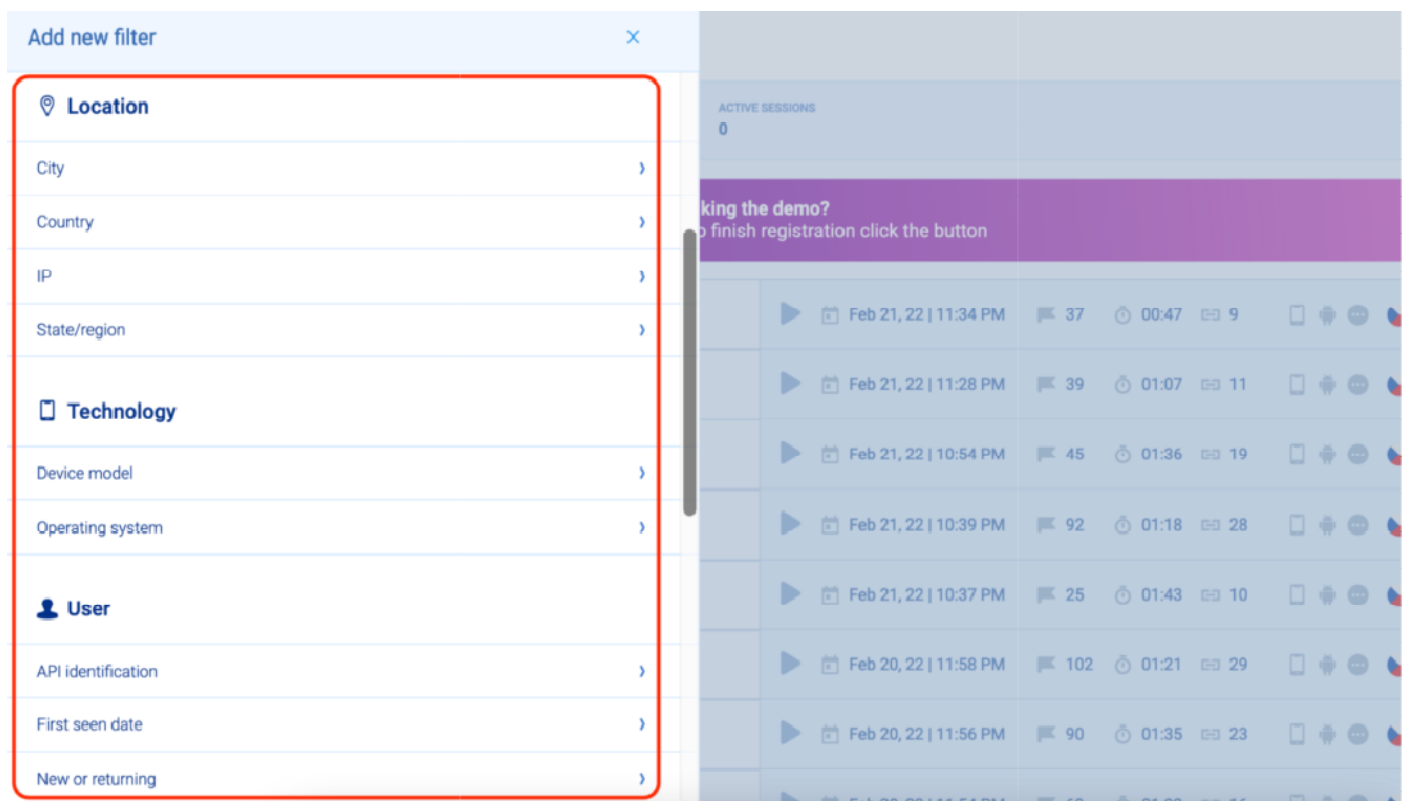 Add new filter
Location
City
Country
IP
State/region
Technology
Device model
Operating system
User
API identification
First seen date
New or returning
ACTIVE SESSIONS
0
king the demo?
finish registration click the button
Feb 21, 22 | 11:34 PM 37 00:47 9
Feb 21, 22 | 11:28 PM 39 01:07 11
Feb 21, 22 | 10:54 PM 45 01:36 19
Feb 21, 22 | 10:39 PM 92 01:18 28
Feb 21, 22 | 10:37 PM 25 01:43 10
Feb 20, 22 | 11:58 PM 102 01:21 29
Feb 20, 22 | 11:56 PM 90 01:35 23